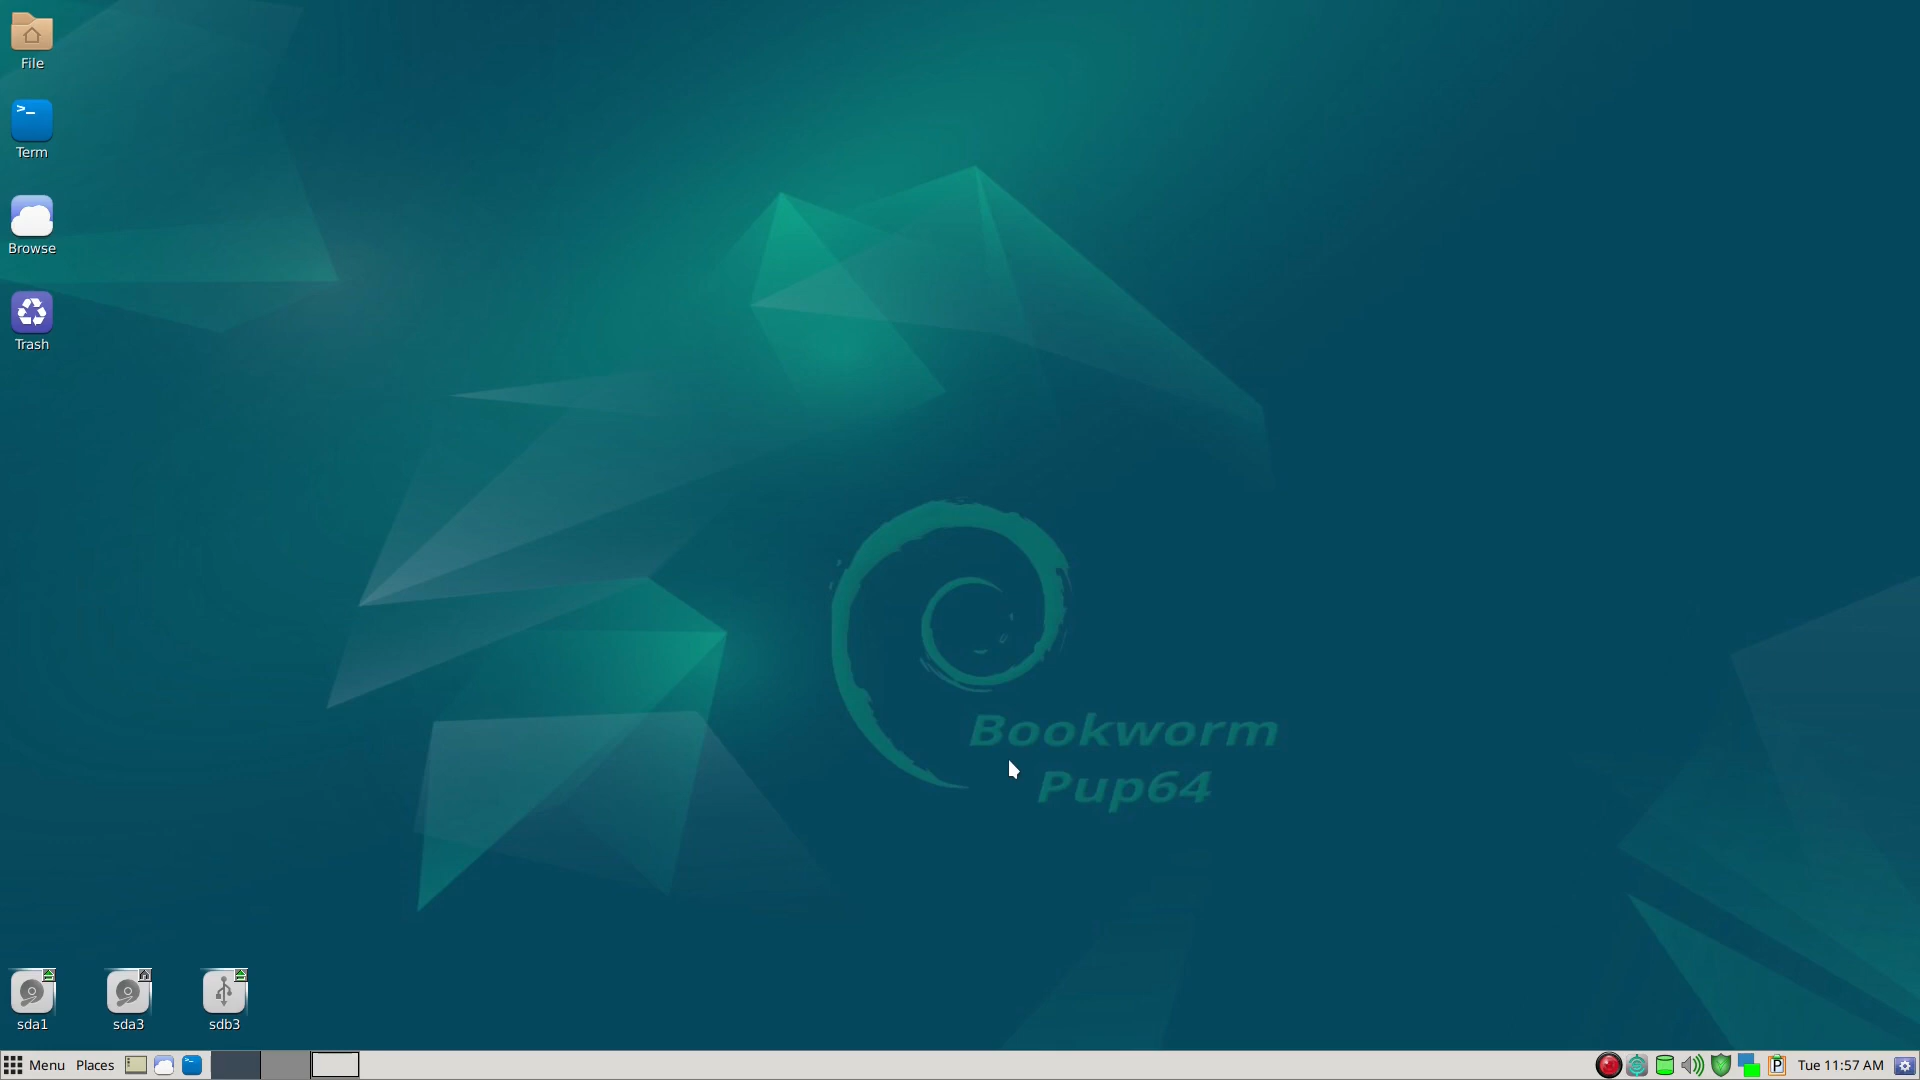 File
>_
Term
Browse
Trash
Bookworm
Pup64
sda1
sda3
sdb3
Menu
Places
P
Tue 11:57 AM